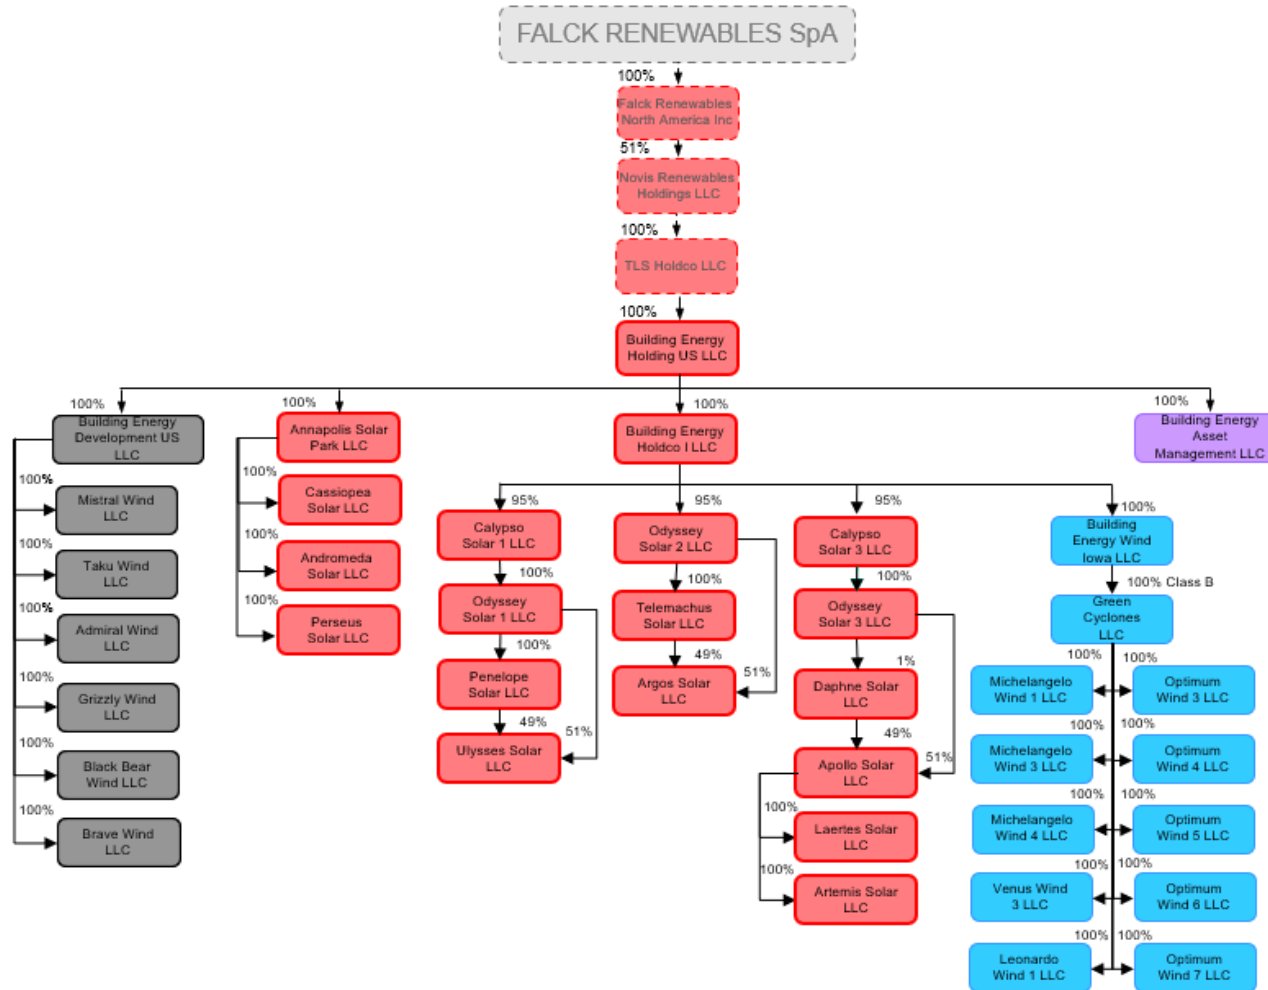 FALCK RENEWABLES SpA
100%
Falck Renewables
North America Inc
51%
Novis Renewables
Holdings LLC
100%
TLS Holdco LLC
100%
Building Energy
Holding US LLC
100%
Building Energy
Development US
LLC
100%
Mistral Wind
LLC
100%
Taku Wind
LLC
100%
Admiral Wind
LLC
100%
Grizzly Wind
LLC
100%
Black Bear
Wind LLC
100%
Brave Wind
LLC
100%
Annapolis Solar
Park LLC
100%
Cassiopea
Solar LLC
100%
Andromeda
Solar LLC
100%
Perseus
Solar LLC
100%
Building Energy
Holdco I LLC
95%
Calypso
Solar 1 LLC
100%
Odyssey
Solar 1 LLC
100%
Penelope
Solar LLC
49%
51%
Ulysses Solar
LLC
95%
Odyssey
Solar 2 LLC
100%
Telemachus
Solar LLC
49%
51%
Argos Solar
LLC
95%
Calypso
Solar 3 LLC
100%
Odyssey
Solar 3 LLC
1%
Daphne Solar
LLC
49%
51%
Apollo Solar
LLC
100%
Laertes Solar
LLC
100%
Artemis Solar
LLC
100%
Building
Energy Wind
Iowa LLC
100% Class B
Green
Cyclones
LLC
100%
100%
Michelangelo
Wind 1 LLC
Optimum
Wind 3 LLC
100%
100%
Michelangelo
Wind 3 LLC
Optimum
Wind 4 LLC
100%
100%
Michelangelo
Wind 4 LLC
Optimum
Wind 5 LLC
100%
100%
Venus Wind
3 LLC
Optimum
Wind 6 LLC
100%
100%
Leonardo
Wind 1 LLC
Optimum
Wind 7 LLC
100%
Building Energy
Asset
Management LLC